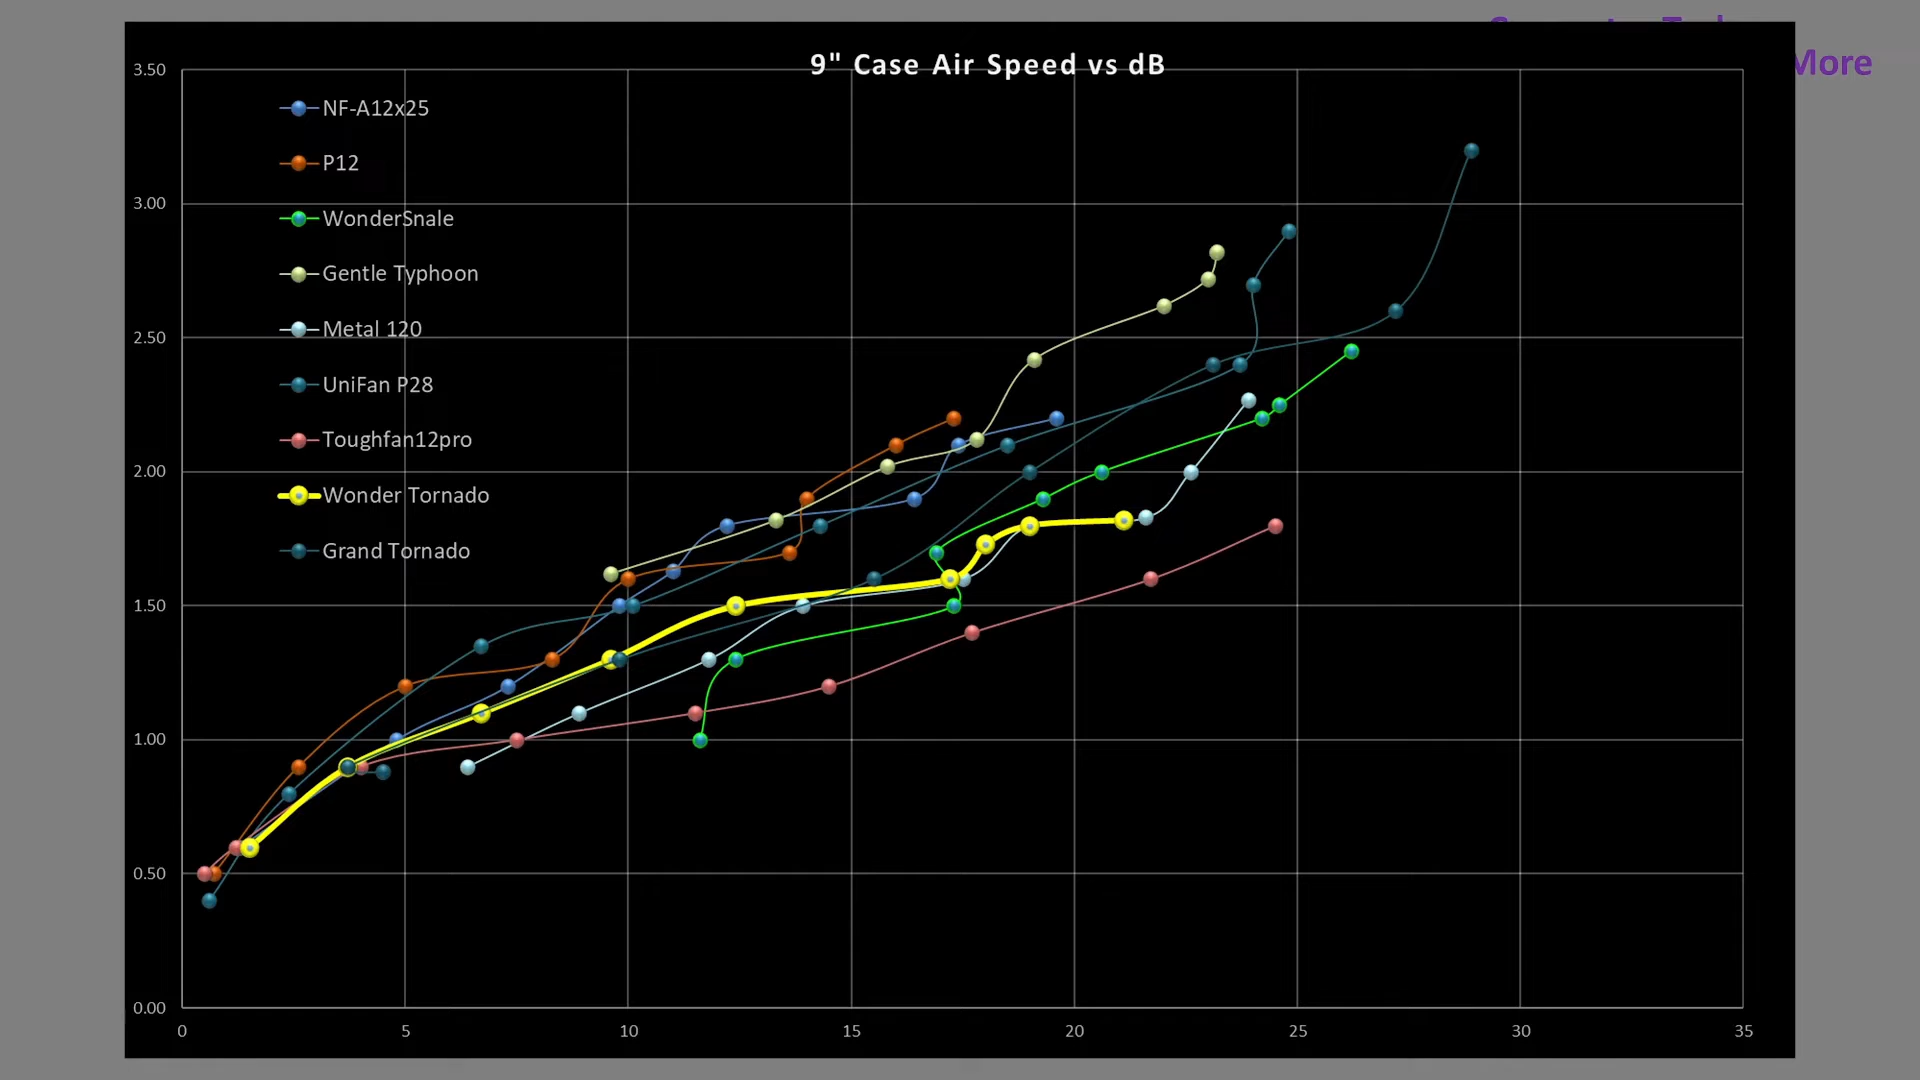 More
9" Case Air Speed vs dB
3.50
3.00
2.50
2.00
1.50
1.00
0.50
0.00
NF-A12x25
P12
WonderSnale
Gentle Typhoon
Metal 120
UniFan P28
Toughfan12pro
Wonder Tornado
Grand Tornado
0 5 10 15 20 25 30 35